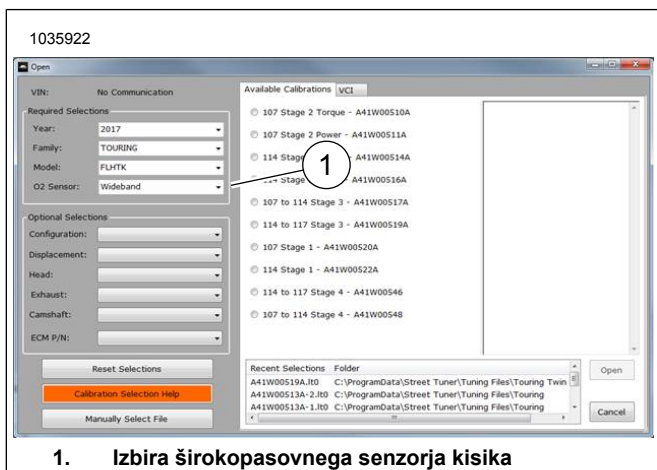 1035922
Open
VIN: No Communication
Required Selections
Year: 2017
Family: TOURING
Model: FLHTK
O2 Sensor: Wideband
Optional Selections
Configuration:
Displacement:
Head:
Exhaust:
Camshaft:
ECM P/N:
Reset Selections
Calibration Selection Help
Manually Select File
Available Calibrations VCI
107 Stage 2 Torque - A41W00510A
107 Stage 2 Power - A41W00511A
114 Stage - A41W00514A
114 Stage A41W00516A
107 to 114 Stage 3 - A41W00517A
114 to 117 Stage 3 - A41W00519A
107 Stage 1 - A41W00520A
114 Stage 1 - A41W00522A
114 to 117 Stage 4 - A41W00546
107 to 114 Stage 4 - A41W00548
1
Recent Selections Folder
A41W00519A.lt0 C:\ProgramData\Street Tuner\Tuning Files\Touring Twin
A41W00513A-2.lt0 C:\ProgramData\Street Tuner\Tuning Files\Touring
A41W00513A-1.lt0 C:\ProgramData\Street Tuner\Tuning Files\Touring
Open
Cancel
1. Izbira širokopasovnega senzorja kisika